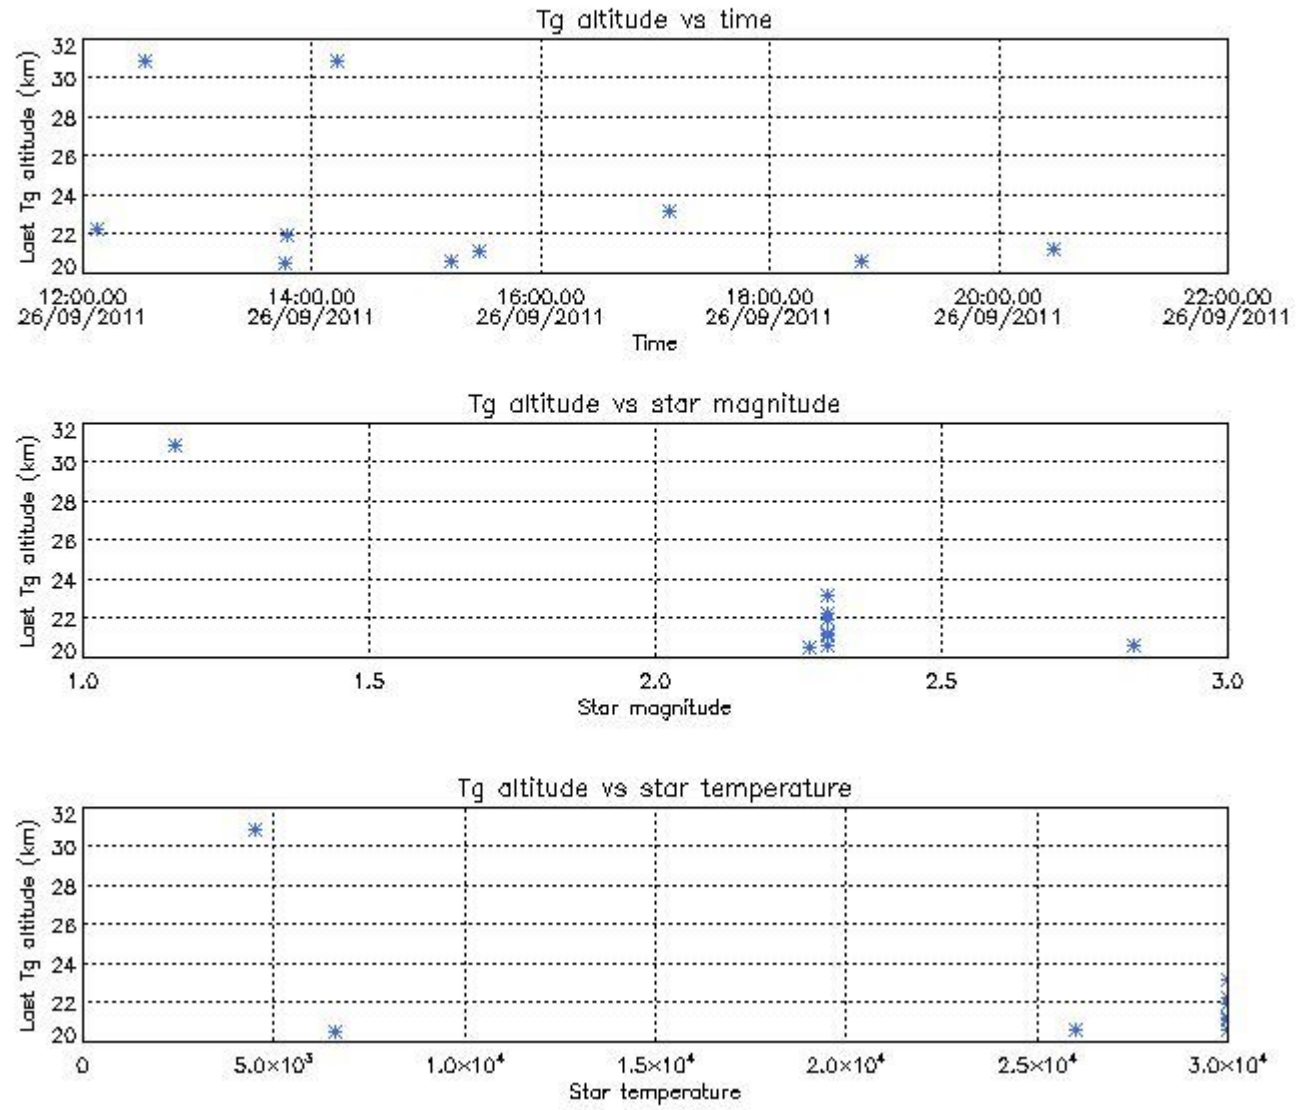 Tg altitude vs time
Last Tg altitude (km)
32
30
28
26
24
22
20
12:00.00 14:00.00 16:00.00 18:00.00 20:00.00 22:00.00
26/09/2011 26/09/2011 26/09/2011 26/09/2011 26/09/2011 26/09/2011
Time
Tg altitude vs star magnitude
Last Tg altitude (km)
32
30
28
26
24
22
20
1.0 1.5 2.0 2.5 3.0
Star magnitude
Tg altitude vs star temperature
Last Tg altitude (km)
32
30
28
26
24
22
20
0 5.0×10³ 1.0×10⁴ 1.5×10⁴ 2.0×10⁴ 2.5×10⁴ 3.0×10⁴
Star temperature